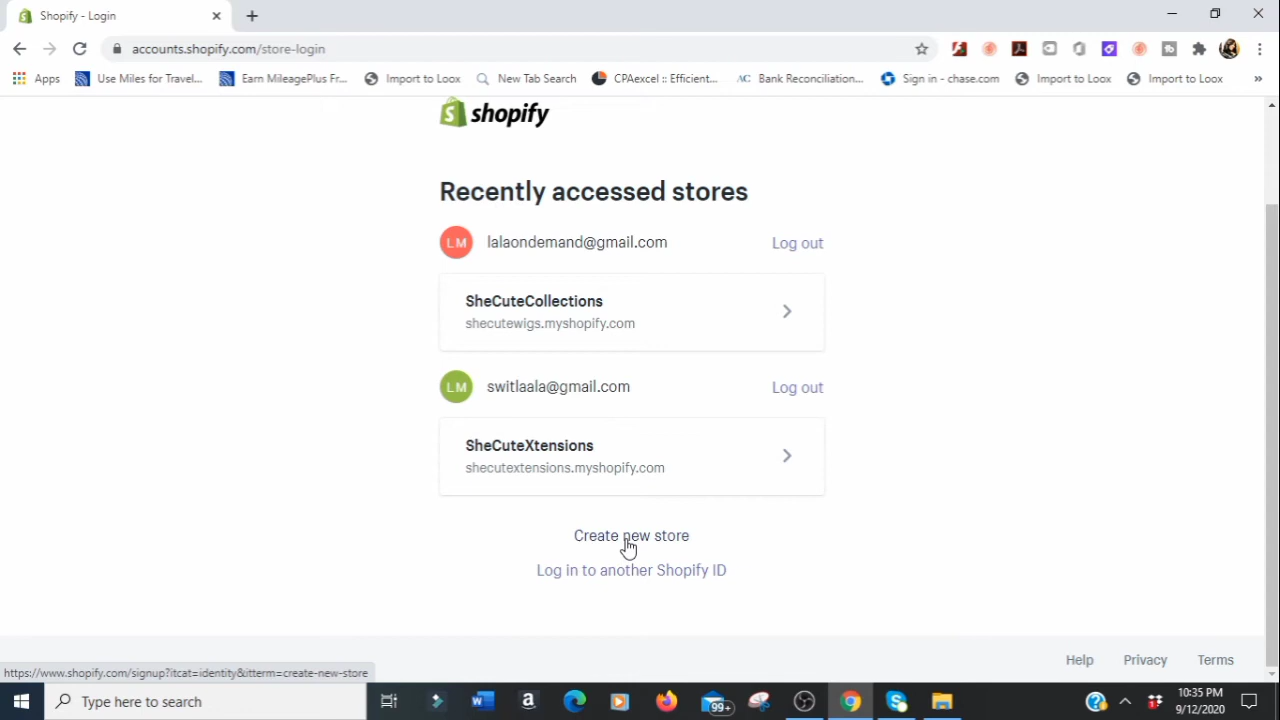 Shopify - Login
accounts.shopify.com/store-login
Apps
Use Miles for Travel...
Earn MileagePlus Fr...
Import to Loox
New Tab Search
CPAexcel :: Efficient...
AC Bank Reconciliation...
Sign in - chase.com
Import to Loox
Import to Loox
shopify
Recently accessed stores
LM lalaondemand@gmail.com Log out
SheCuteCollections
shecutewigs.myshopify.com
LM switlaala@gmail.com Log out
SheCuteXtensions
shecutextensions.myshopify.com
Create new store
Log in to another Shopify ID
Help Privacy Terms
https://www.shopify.com/signup?itcat=identity&itterm=create-new-store
Type here to search
99+
10:35 PM
9/12/2020